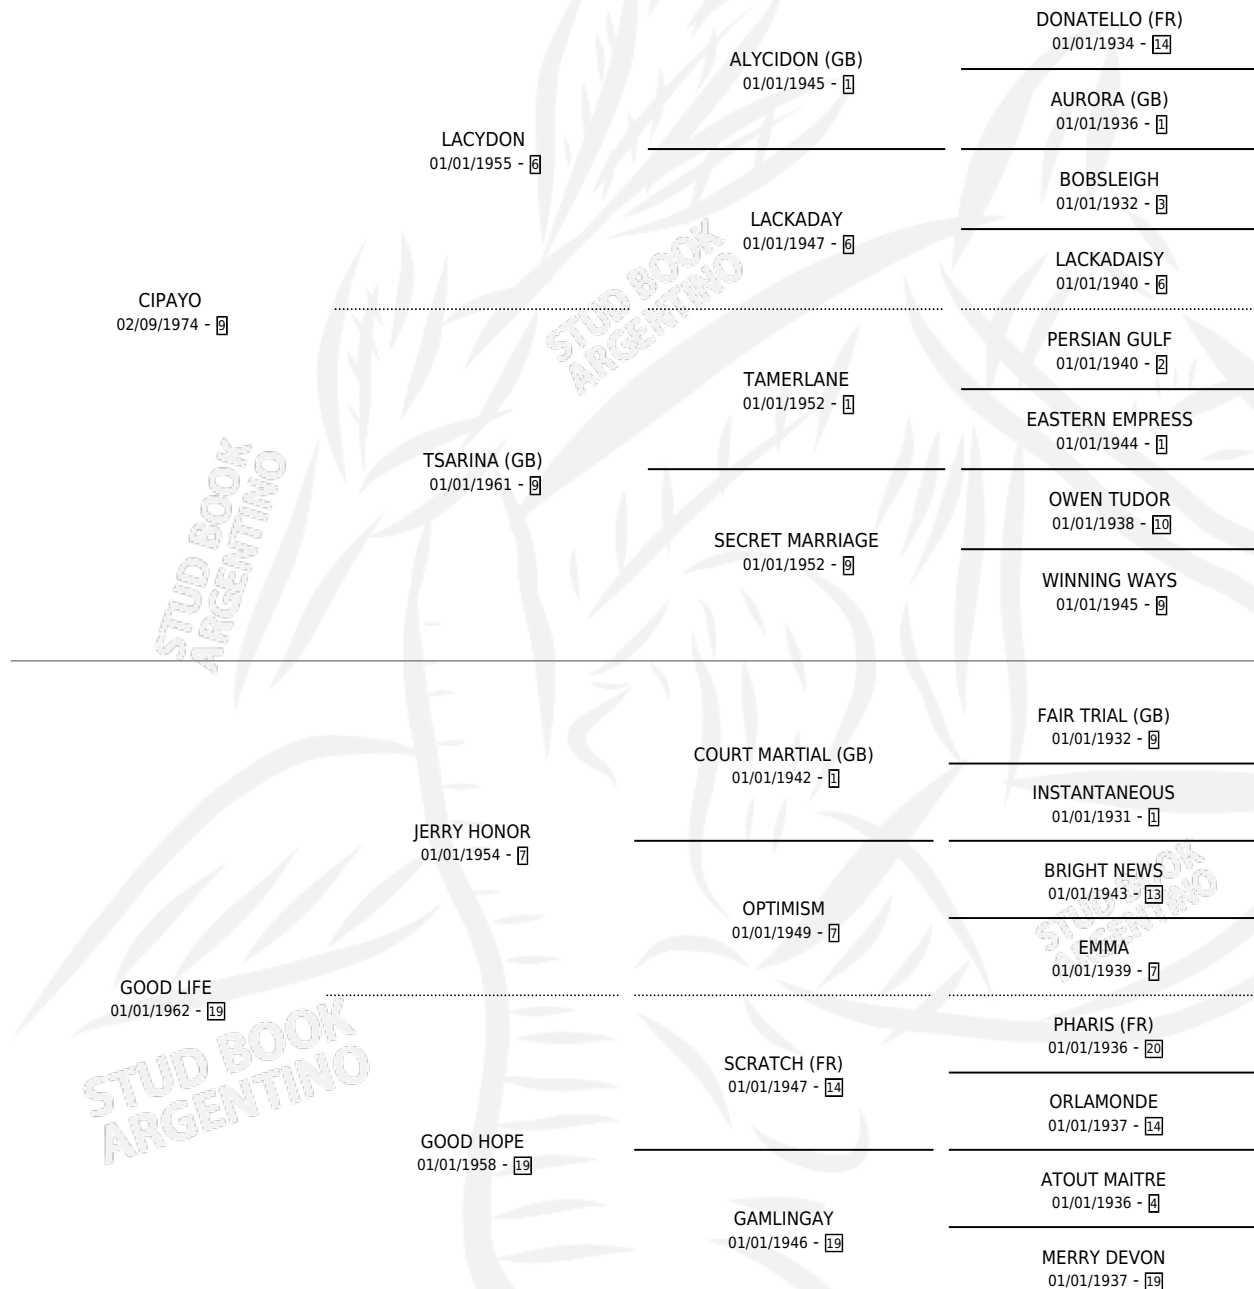 DONATELLO (FR)
01/01/1934 - 14
ALYCIDON (GB)
01/01/1945 - 1
AURORA (GB)
01/01/1936 - 1
LACYDON
01/01/1955 - 6
BOBSLEIGH
01/01/1932 - 3
LACKADAY
01/01/1947 - 6
LACKADAISY
01/01/1940 - 6
CIPAYO
02/09/1974 - 9
PERSIAN GULF
01/01/1940 - 2
TAMERLANE
01/01/1952 - 1
EASTERN EMPRESS
01/01/1944 - 1
TSARINA (GB)
01/01/1961 - 9
OWEN TUDOR
01/01/1938 - 10
SECRET MARRIAGE
01/01/1952 - 9
WINNING WAYS
01/01/1945 - 9
FAIR TRIAL (GB)
01/01/1932 - 9
COURT MARTIAL (GB)
01/01/1942 - 1
INSTANTANEOUS
01/01/1931 - 1
JERRY HONOR
01/01/1954 - 7
BRIGHT NEWS
01/01/1943 - 13
OPTIMISM
01/01/1949 - 7
EMMA
01/01/1939 - 7
GOOD LIFE
01/01/1962 - 19
PHARIS (FR)
01/01/1936 - 20
SCRATCH (FR)
01/01/1947 - 14
ORLAMONDE
01/01/1937 - 14
GOOD HOPE
01/01/1958 - 19
ATOUT MAITRE
01/01/1936 - 4
GAMLINGAY
01/01/1946 - 19
MERRY DEVON
01/01/1937 - 19
STUD BOOK
ARGENTINO
STUD BOOK
ARGENTINO
STUD BOOK
ARGENTINO
STUD BOOK
ARGENTINO